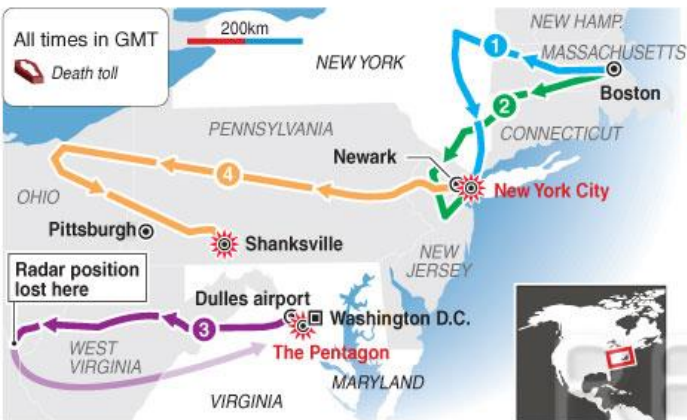 All times in GMT
Death toll
200km
NEW YORK
NEW HAMP.
1
MASSACHUSETTS
Boston
2
CONNECTICUT
PENNSYLVANIA
Newark
4
New York City
OHIO
Pittsburgh
Shanksville
NEW
JERSEY
Radar position
lost here
Dulles airport
3
Washington D.C.
The Pentagon
WEST
VIRGINIA
MARYLAND
VIRGINIA